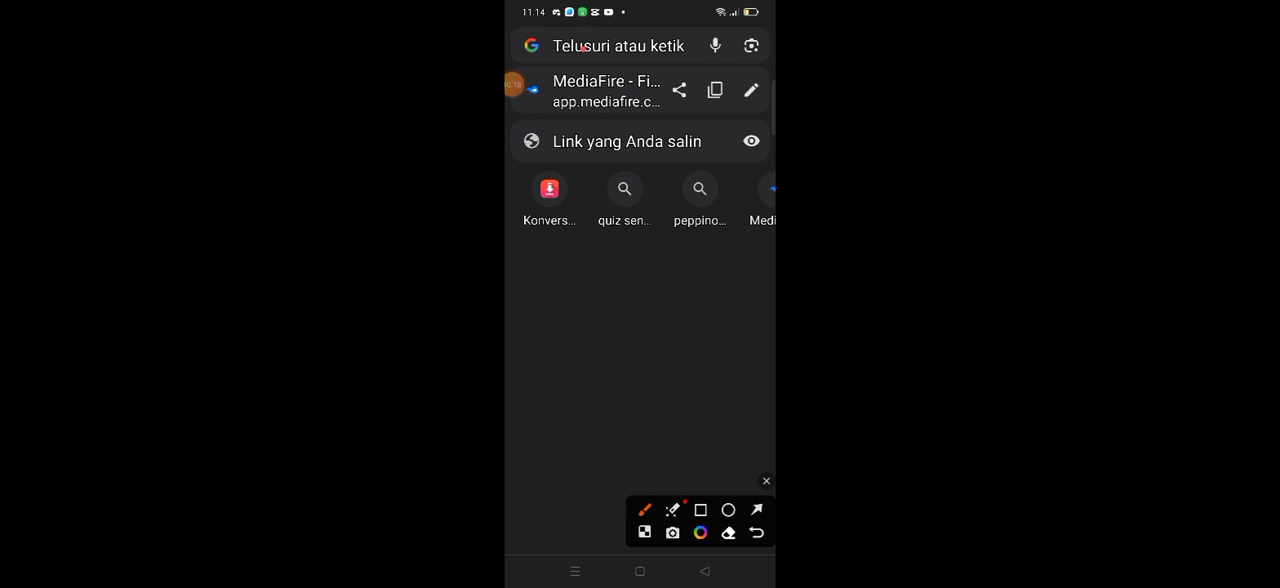 11.14
Telusuri atau ketik
MediaFire - Fi...
app.mediafire.c...
Link yang Anda salin
Konvers...
quiz sen...
peppino...
Medi